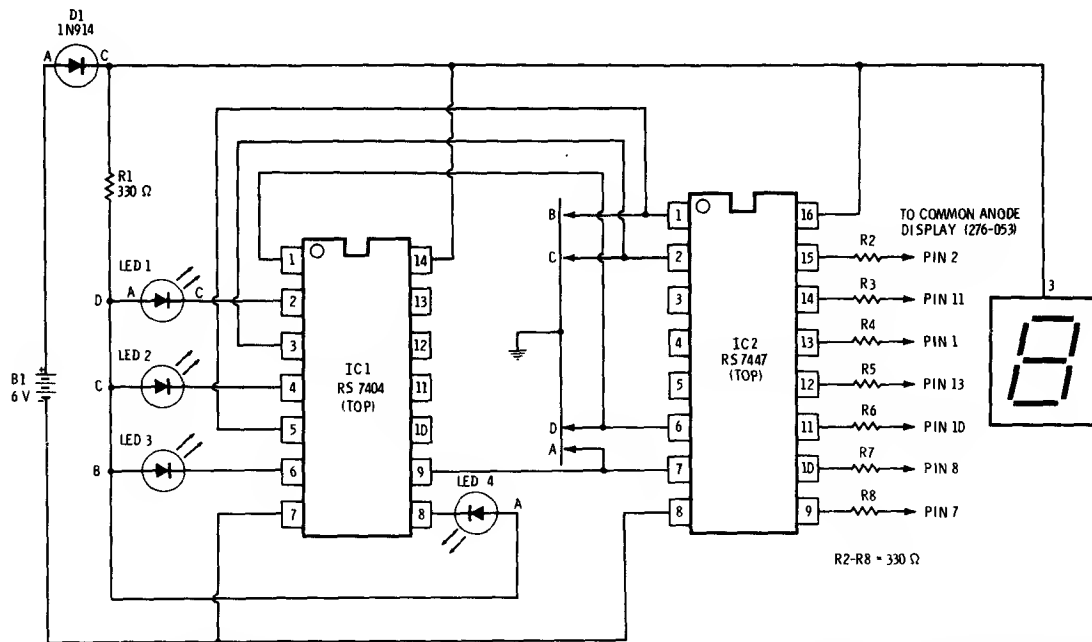 D1
1N914
A
C
R1
330 Ω
LED 1
A
C
D
LED 2
C
B1
6 V
+
LED 3
B
1
2
3
4
5
6
7
14
13
12
11
10
9
8
IC1
RS 7404
(TOP)
LED 4
A
B
C
D
A
1
2
3
4
5
6
7
8
16
15
14
13
12
11
10
9
IC2
RS7447
(TOP)
TO COMMON ANODE
DISPLAY (276-053)
R2
PIN 2
R3
PIN 11
R4
PIN 1
R5
PIN 13
R6
PIN 10
R7
PIN 8
R8
PIN 7
R2-R8 = 330 Ω
3
8